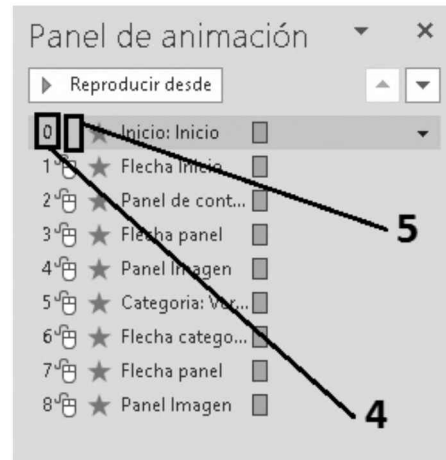 Panel de animación
Reproducir desde
0 Inicio: Inicio
1 Flecha Inicio
2 Panel de cont...
5
3 Flecha panel
4 Panel Imagen
5 Categoria: Ver...
6 Flecha catego...
7 Flecha panel
8 Panel Imagen
4